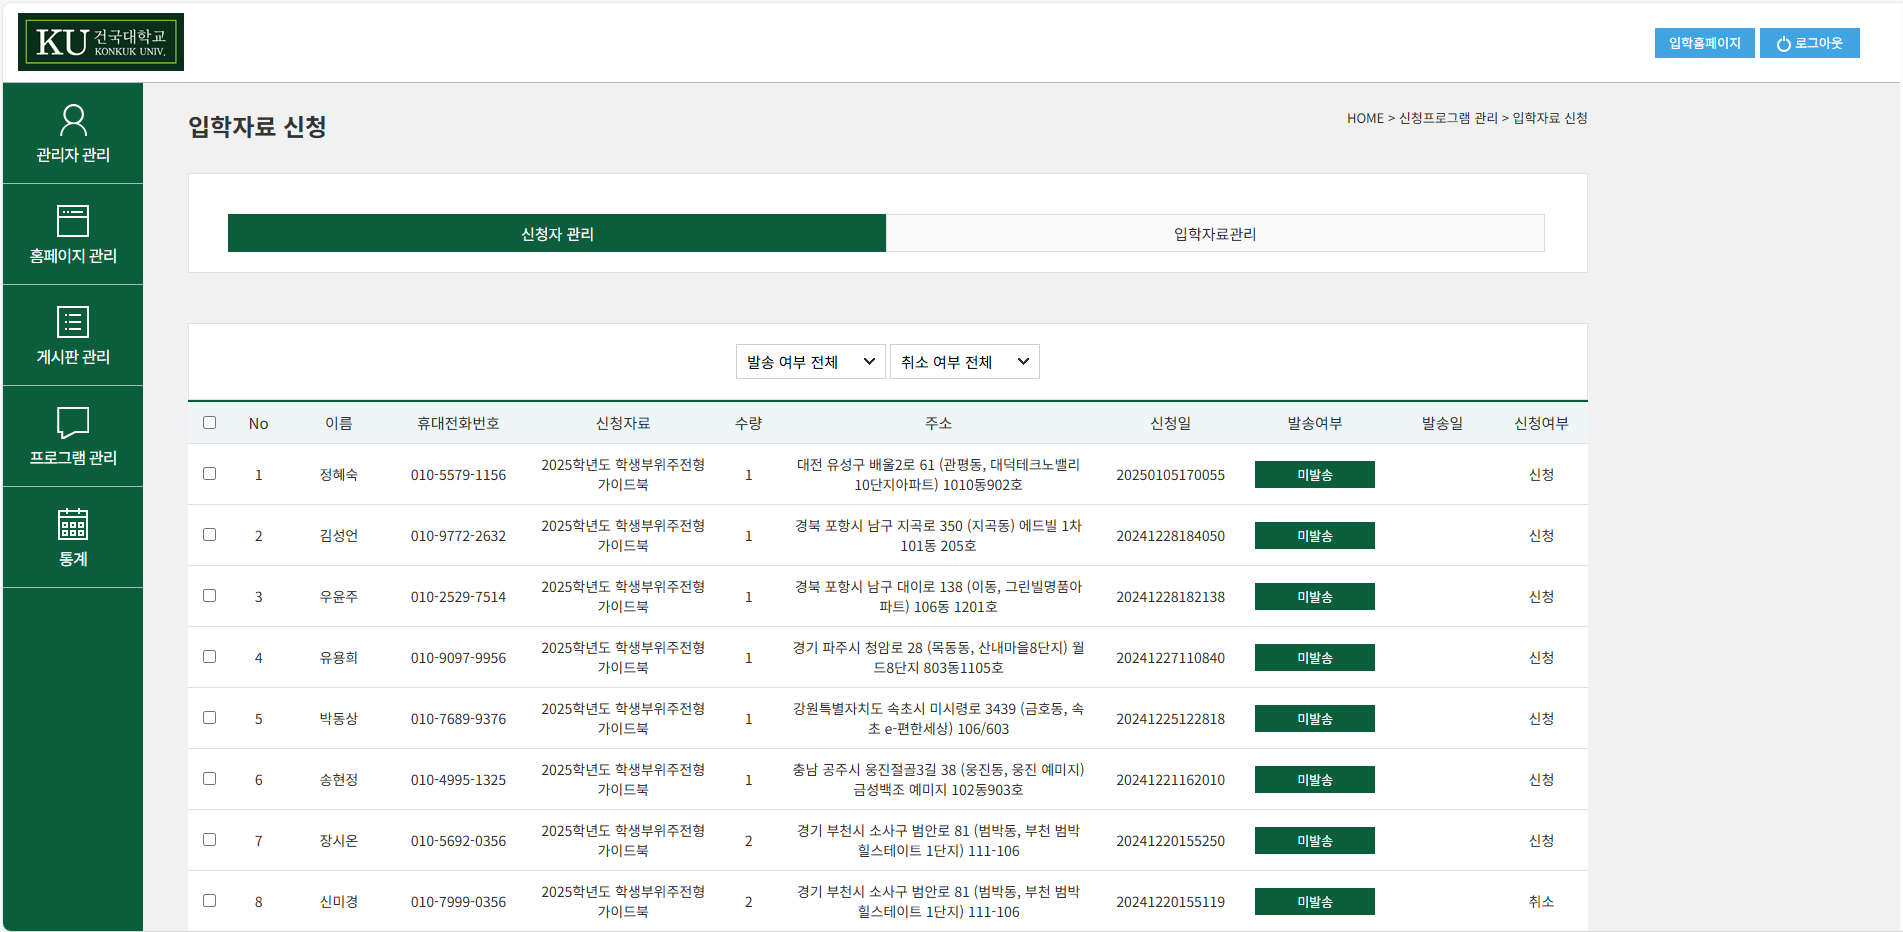 KU 건국대학교
KONKUK UNIV.
입학홈페이지 로그아웃
관리자 관리
홈페이지 관리
게시판 관리
프로그램 관리
통계
입학자료 신청
HOME > 신청프로그램 관리 > 입학자료 신청
신청자 관리 입학자료관리
발송 여부 전체 취소 여부 전체
No 이름 휴대전화번호 신청자료 수량 주소 신청일 발송여부 발송일 신청여부
1 정혜숙 010-5579-1156 2025학년도 학생부위주전형 가이드북 1 대전 유성구 배울2로 61 (관평동, 대덕테크노밸리 10단지아파트) 1010동902호 20250105170055 미발송 신청
2 김성언 010-9772-2632 2025학년도 학생부위주전형 가이드북 1 경북 포항시 남구 지곡로 350 (지곡동) 에드빌 1차 101동 205호 20241228184050 미발송 신청
3 우윤주 010-2529-7514 2025학년도 학생부위주전형 가이드북 1 경북 포항시 남구 대이로 138 (이동, 그린빌명품아파트) 106동 1201호 20241228182138 미발송 신청
4 유용희 010-9097-9956 2025학년도 학생부위주전형 가이드북 1 경기 파주시 청암로 28 (목동동, 산내마을8단지) 월드8단지 803동1105호 20241227110840 미발송 신청
5 박동상 010-7689-9376 2025학년도 학생부위주전형 가이드북 1 강원특별자치도 속초시 미시령로 3439 (금호동, 속초 e-편한세상) 106/603 20241225122818 미발송 신청
6 송현정 010-4995-1325 2025학년도 학생부위주전형 가이드북 1 충남 공주시 웅진절골3길 38 (웅진동, 웅진 예미지) 금성백조 예미지 102동903호 20241221162010 미발송 신청
7 장시온 010-5692-0356 2025학년도 학생부위주전형 가이드북 2 경기 부천시 소사구 범안로 81 (범박동, 부천 범박 힐스테이트 1단지) 111-106 20241220155250 미발송 신청
8 신미경 010-7999-0356 2025학년도 학생부위주전형 가이드북 2 경기 부천시 소사구 범안로 81 (범박동, 부천 범박 힐스테이트 1단지) 111-106 20241220155119 미발송 취소